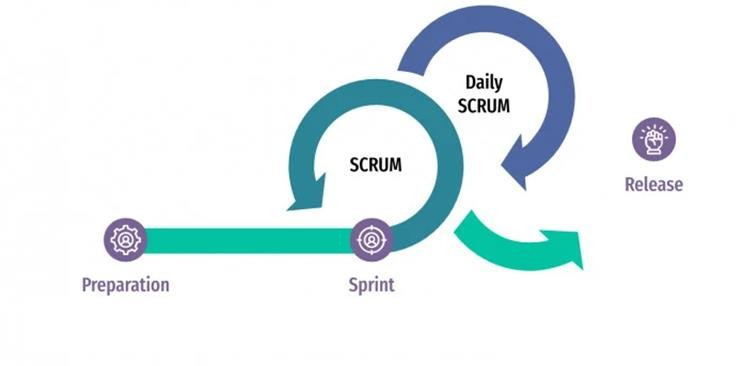 Daily
SCRUM
SCRUM
Release
Preparation
Sprint